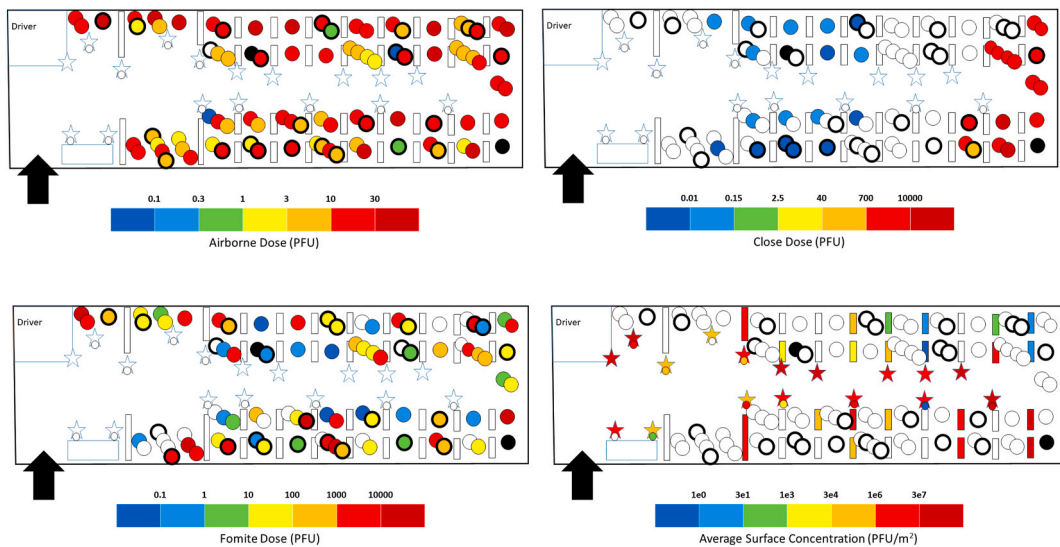 Driver
Driver
0.1 0.3 1 3 10 30
Airborne Dose (PFU)
0.01 0.15 2.5 40 700 10000
Close Dose (PFU)
Driver
Driver
0.1 1 10 100 1000 10000
Fomite Dose (PFU)
1e0 3e1 1e3 3e4 1e6 3e7
Average Surface Concentration (PFU/m²)